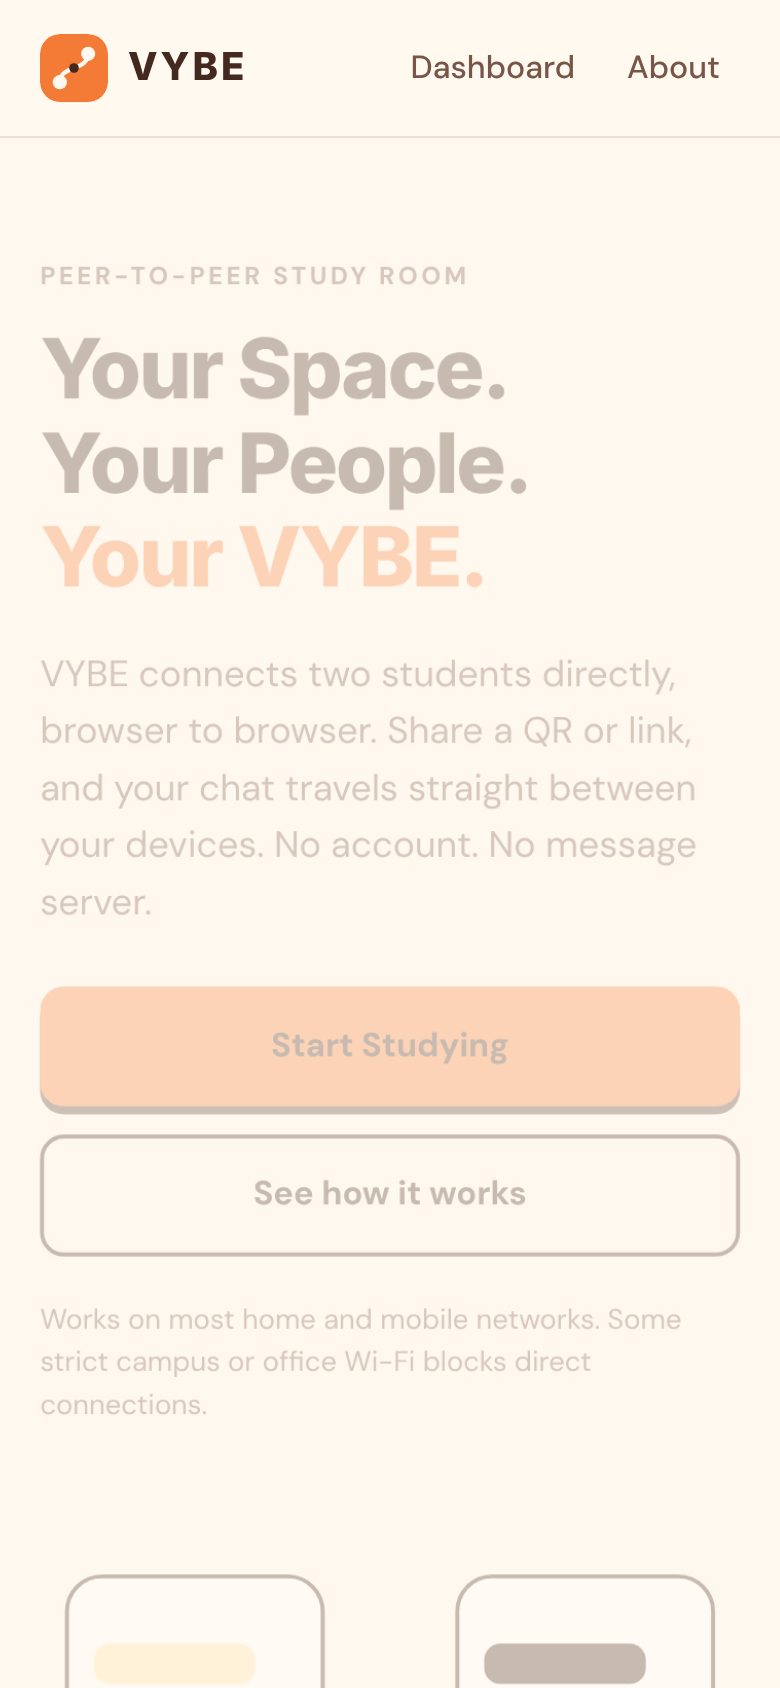 VYBE
Dashboard
About
PEER-TO-PEER STUDY ROOM
Your Space.
Your People.
Your VYBE.
VYBE connects two students directly,
browser to browser. Share a QR or link,
and your chat travels straight between
your devices. No account. No message
server.
Start Studying
See how it works
Works on most home and mobile networks. Some
strict campus or office Wi-Fi blocks direct
connections.